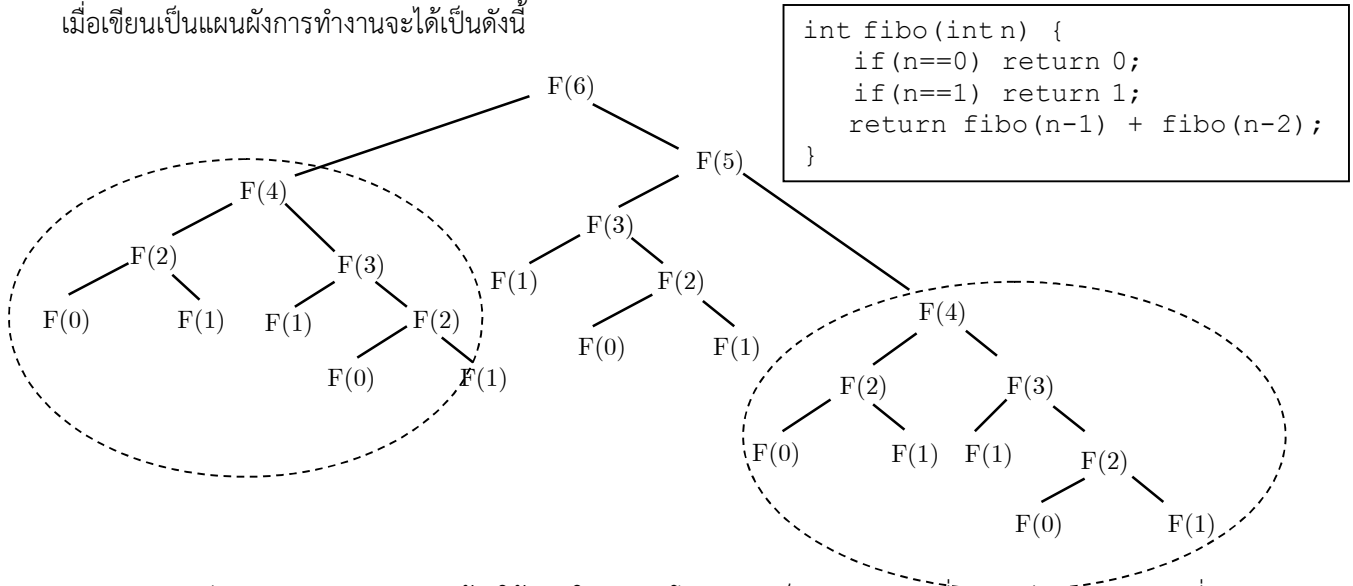 เมื่อเขียนเป็นแผนผังการทำงานจะได้เป็นดังนี้
int fibo(int n) {
if(n==0) return 0;
if(n==1) return 1;
return fibo(n-1) + fibo(n-2);
}
F(6)
F(5)
F(4)
F(3)
F(2)
F(3)
F(1)
F(2)
F(4)
F(0)
F(1)
F(1)
F(2)
F(0)
F(1)
F(0)
F(1)
F(2)
F(3)
F(0)
F(1)
F(1)
F(2)
F(0)
F(1)